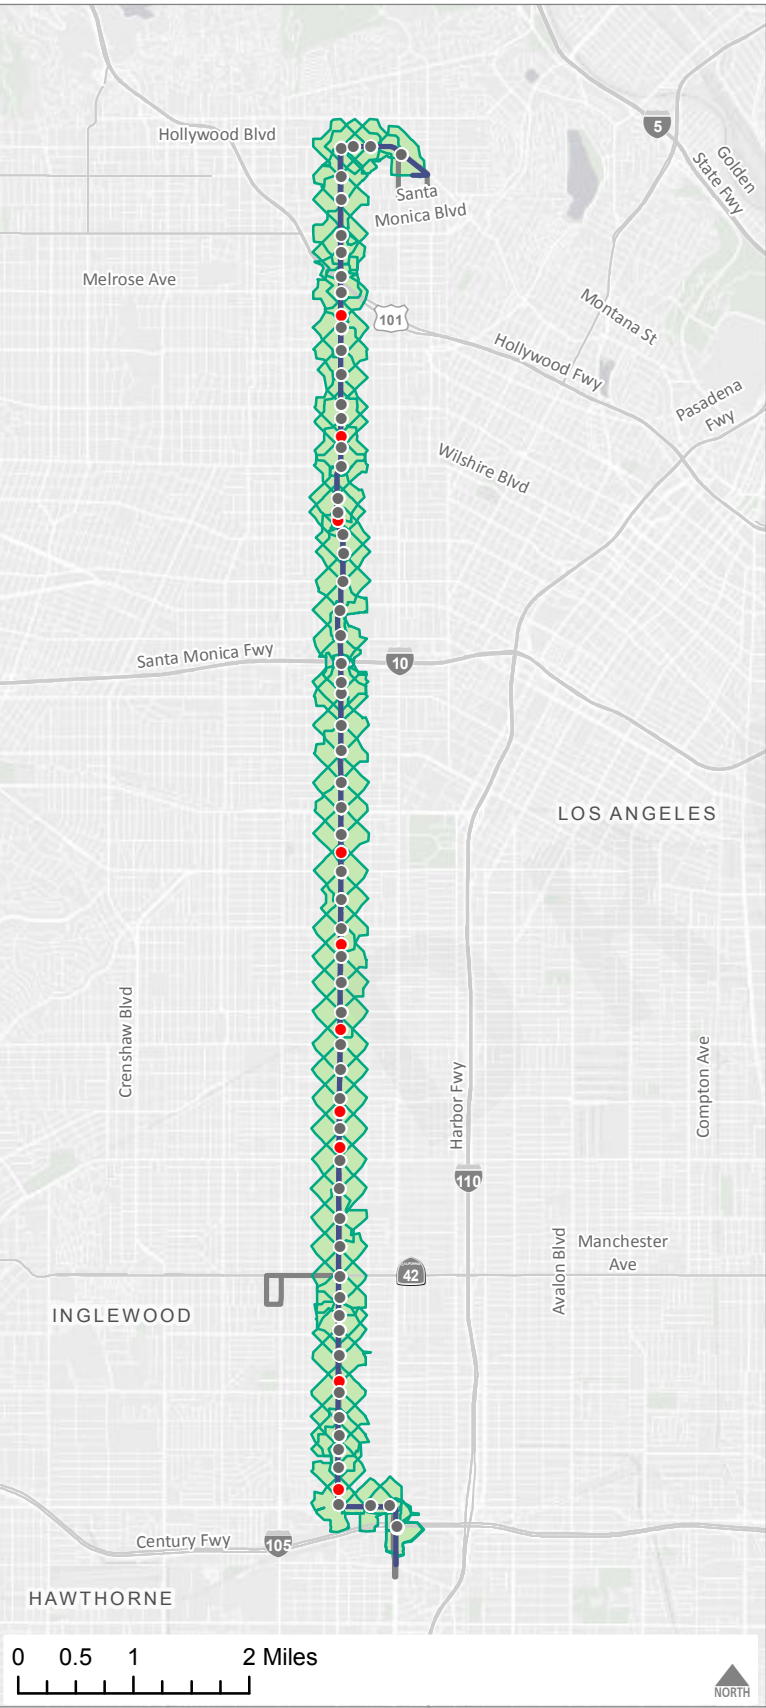 Hollywood Blvd
5
Golden
State Fwy
Santa
Monica Blvd
Melrose Ave
101
Montana St
Hollywood Fwy
Pasadena
Fwy
Wilshire Blvd
Santa Monica Fwy
10
LOS ANGELES
Crenshaw Blvd
Harbor Fwy
Compton Ave
110
Avalon Blvd
Manchester
Ave
42
INGLEWOOD
Century Fwy
105
HAWTHORNE
0 0.5 1 2 Miles
NORTH